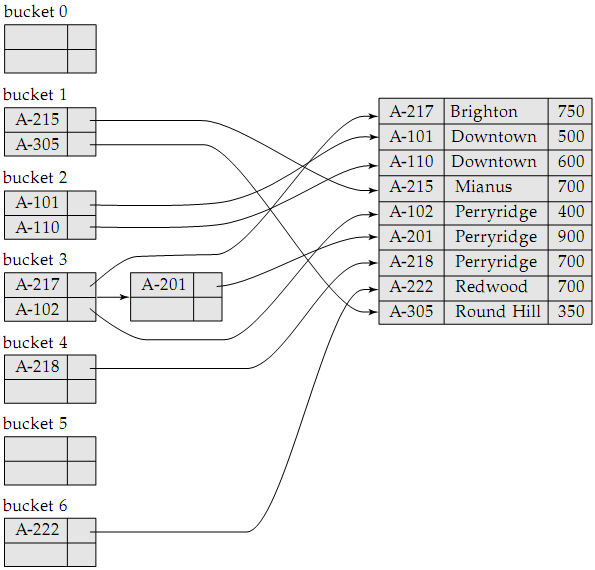 bucket 0
bucket 1
A-215
A-305
bucket 2
A-101
A-110
bucket 3
A-217
A-102
A-201
bucket 4
A-218
bucket 5
bucket 6
A-222
A-217 Brighton 750
A-101 Downtown 500
A-110 Downtown 600
A-215 Mianus 700
A-102 Perryridge 400
A-201 Perryridge 900
A-218 Perryridge 700
A-222 Redwood 700
A-305 Round Hill 350